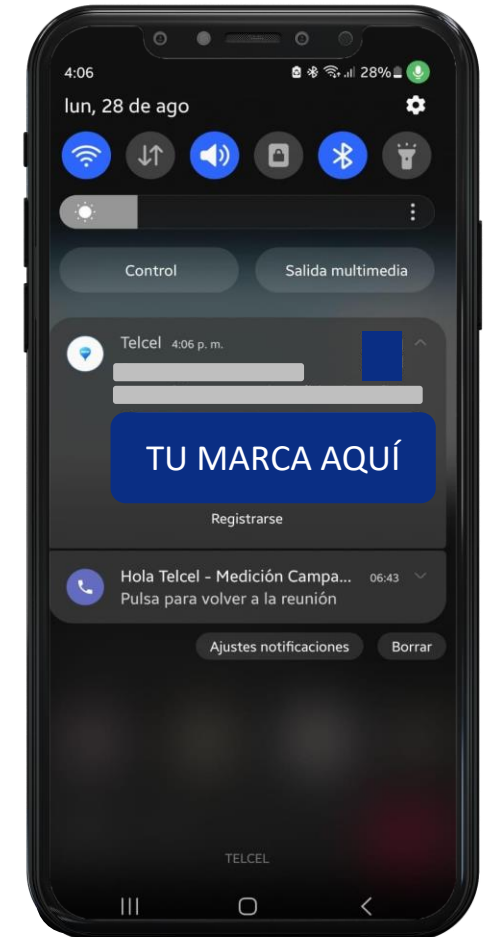 4:06
28%
lun, 28 de ago
Control
Salida multimedia
Telcel 4:06 p. m.
TU MARCA AQUÍ
Registrarse
Hola Telcel - Medición Campa... 06:43
Pulsa para volver a la reunión
Ajustes notificaciones
Borrar
TELCEL